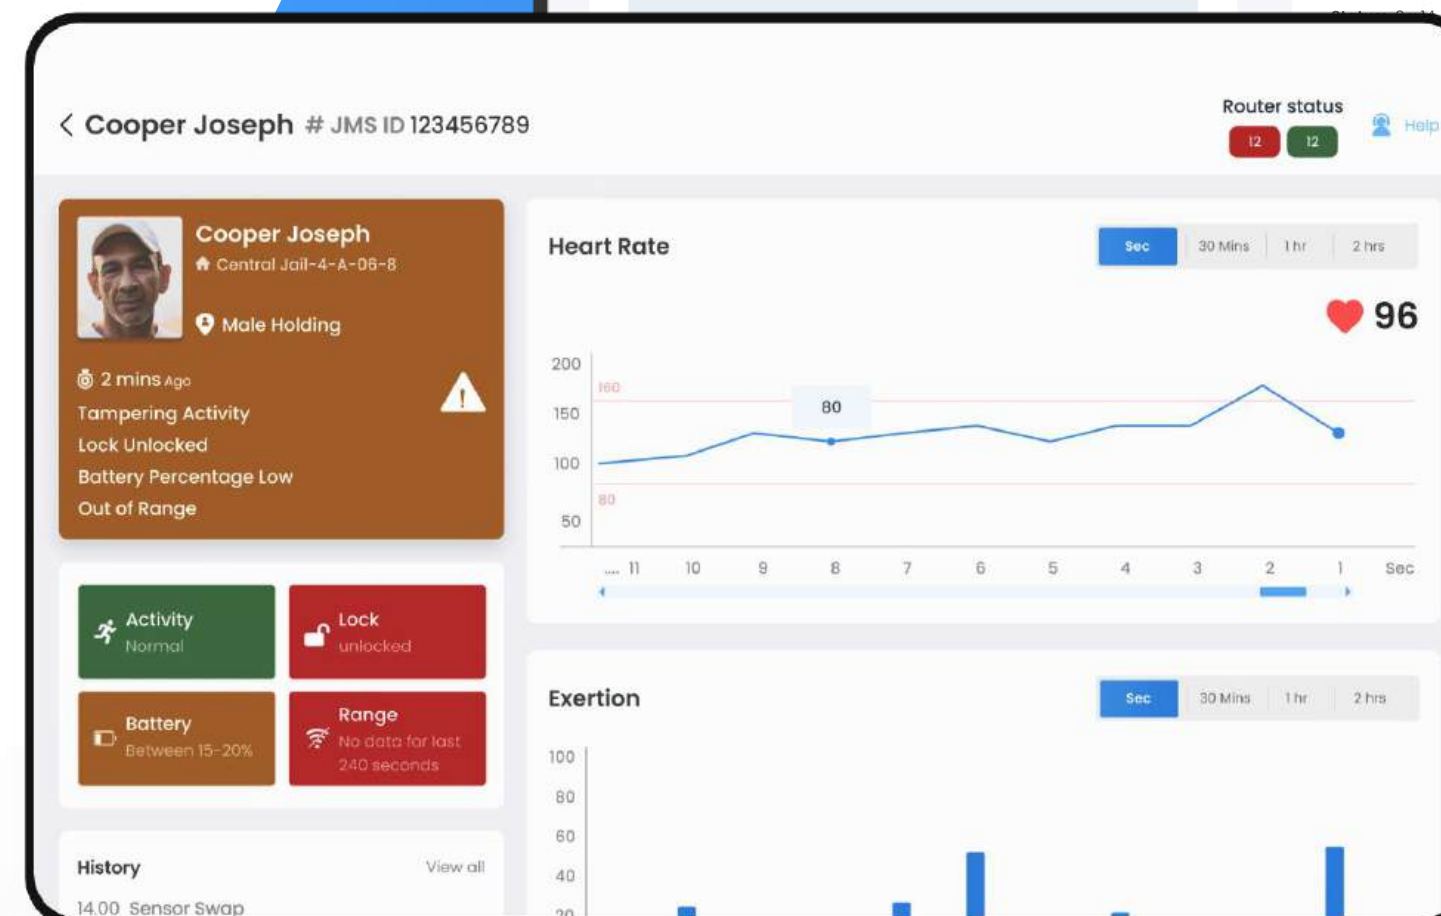 Cooper Joseph # JMS ID 123456789
Router status
12 12
Help
Cooper Joseph
Central Jail-4-A-06-8
Male Holding
2 mins Ago
Tampering Activity
Lock Unlocked
Battery Percentage Low
Out of Range
Activity
Normal
Lock
unlocked
Battery
Between 15-20%
Range
No data for last
240 seconds
History View all
14.00 Sensor Swap
Heart Rate
Sec 30 Mins 1 hr 2 hrs
96
200
160
80
150
100
80
50
.... 11 10 9 8 7 6 5 4 3 2 1 Sec
Exertion
Sec 30 Mins 1 hr 2 hrs
100
80
60
40
20